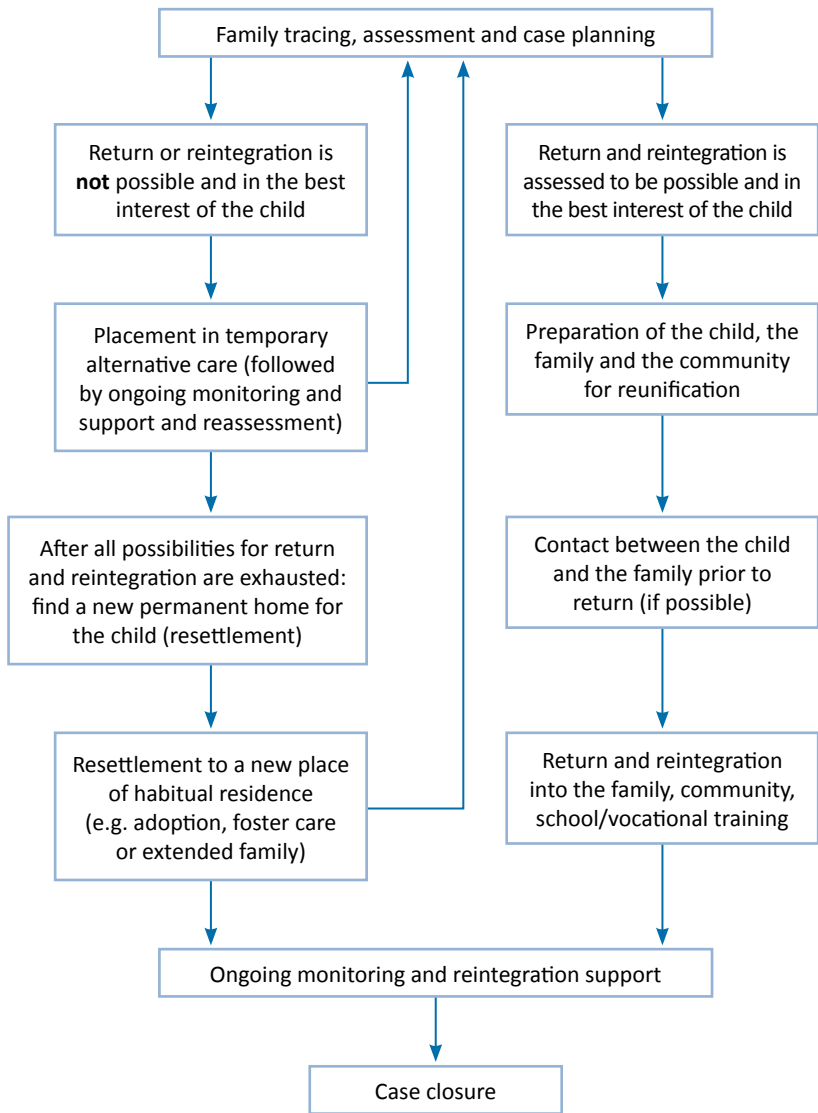 Family tracing, assessment and case planning
Return or reintegration is
not possible and in the best
interest of the child
Return and reintegration is
assessed to be possible and in
the best interest of the child
Placement in temporary
alternative care (followed
by ongoing monitoring and
support and reassessment)
Preparation of the child, the
family and the community
for reunification
After all possibilities for return
and reintegration are exhausted:
find a new permanent home for
the child (resettlement)
Contact between the child
and the family prior to
return (if possible)
Resettlement to a new place
of habitual residence
(e.g. adoption, foster care
or extended family)
Return and reintegration
into the family, community,
school/vocational training
Ongoing monitoring and reintegration support
Case closure